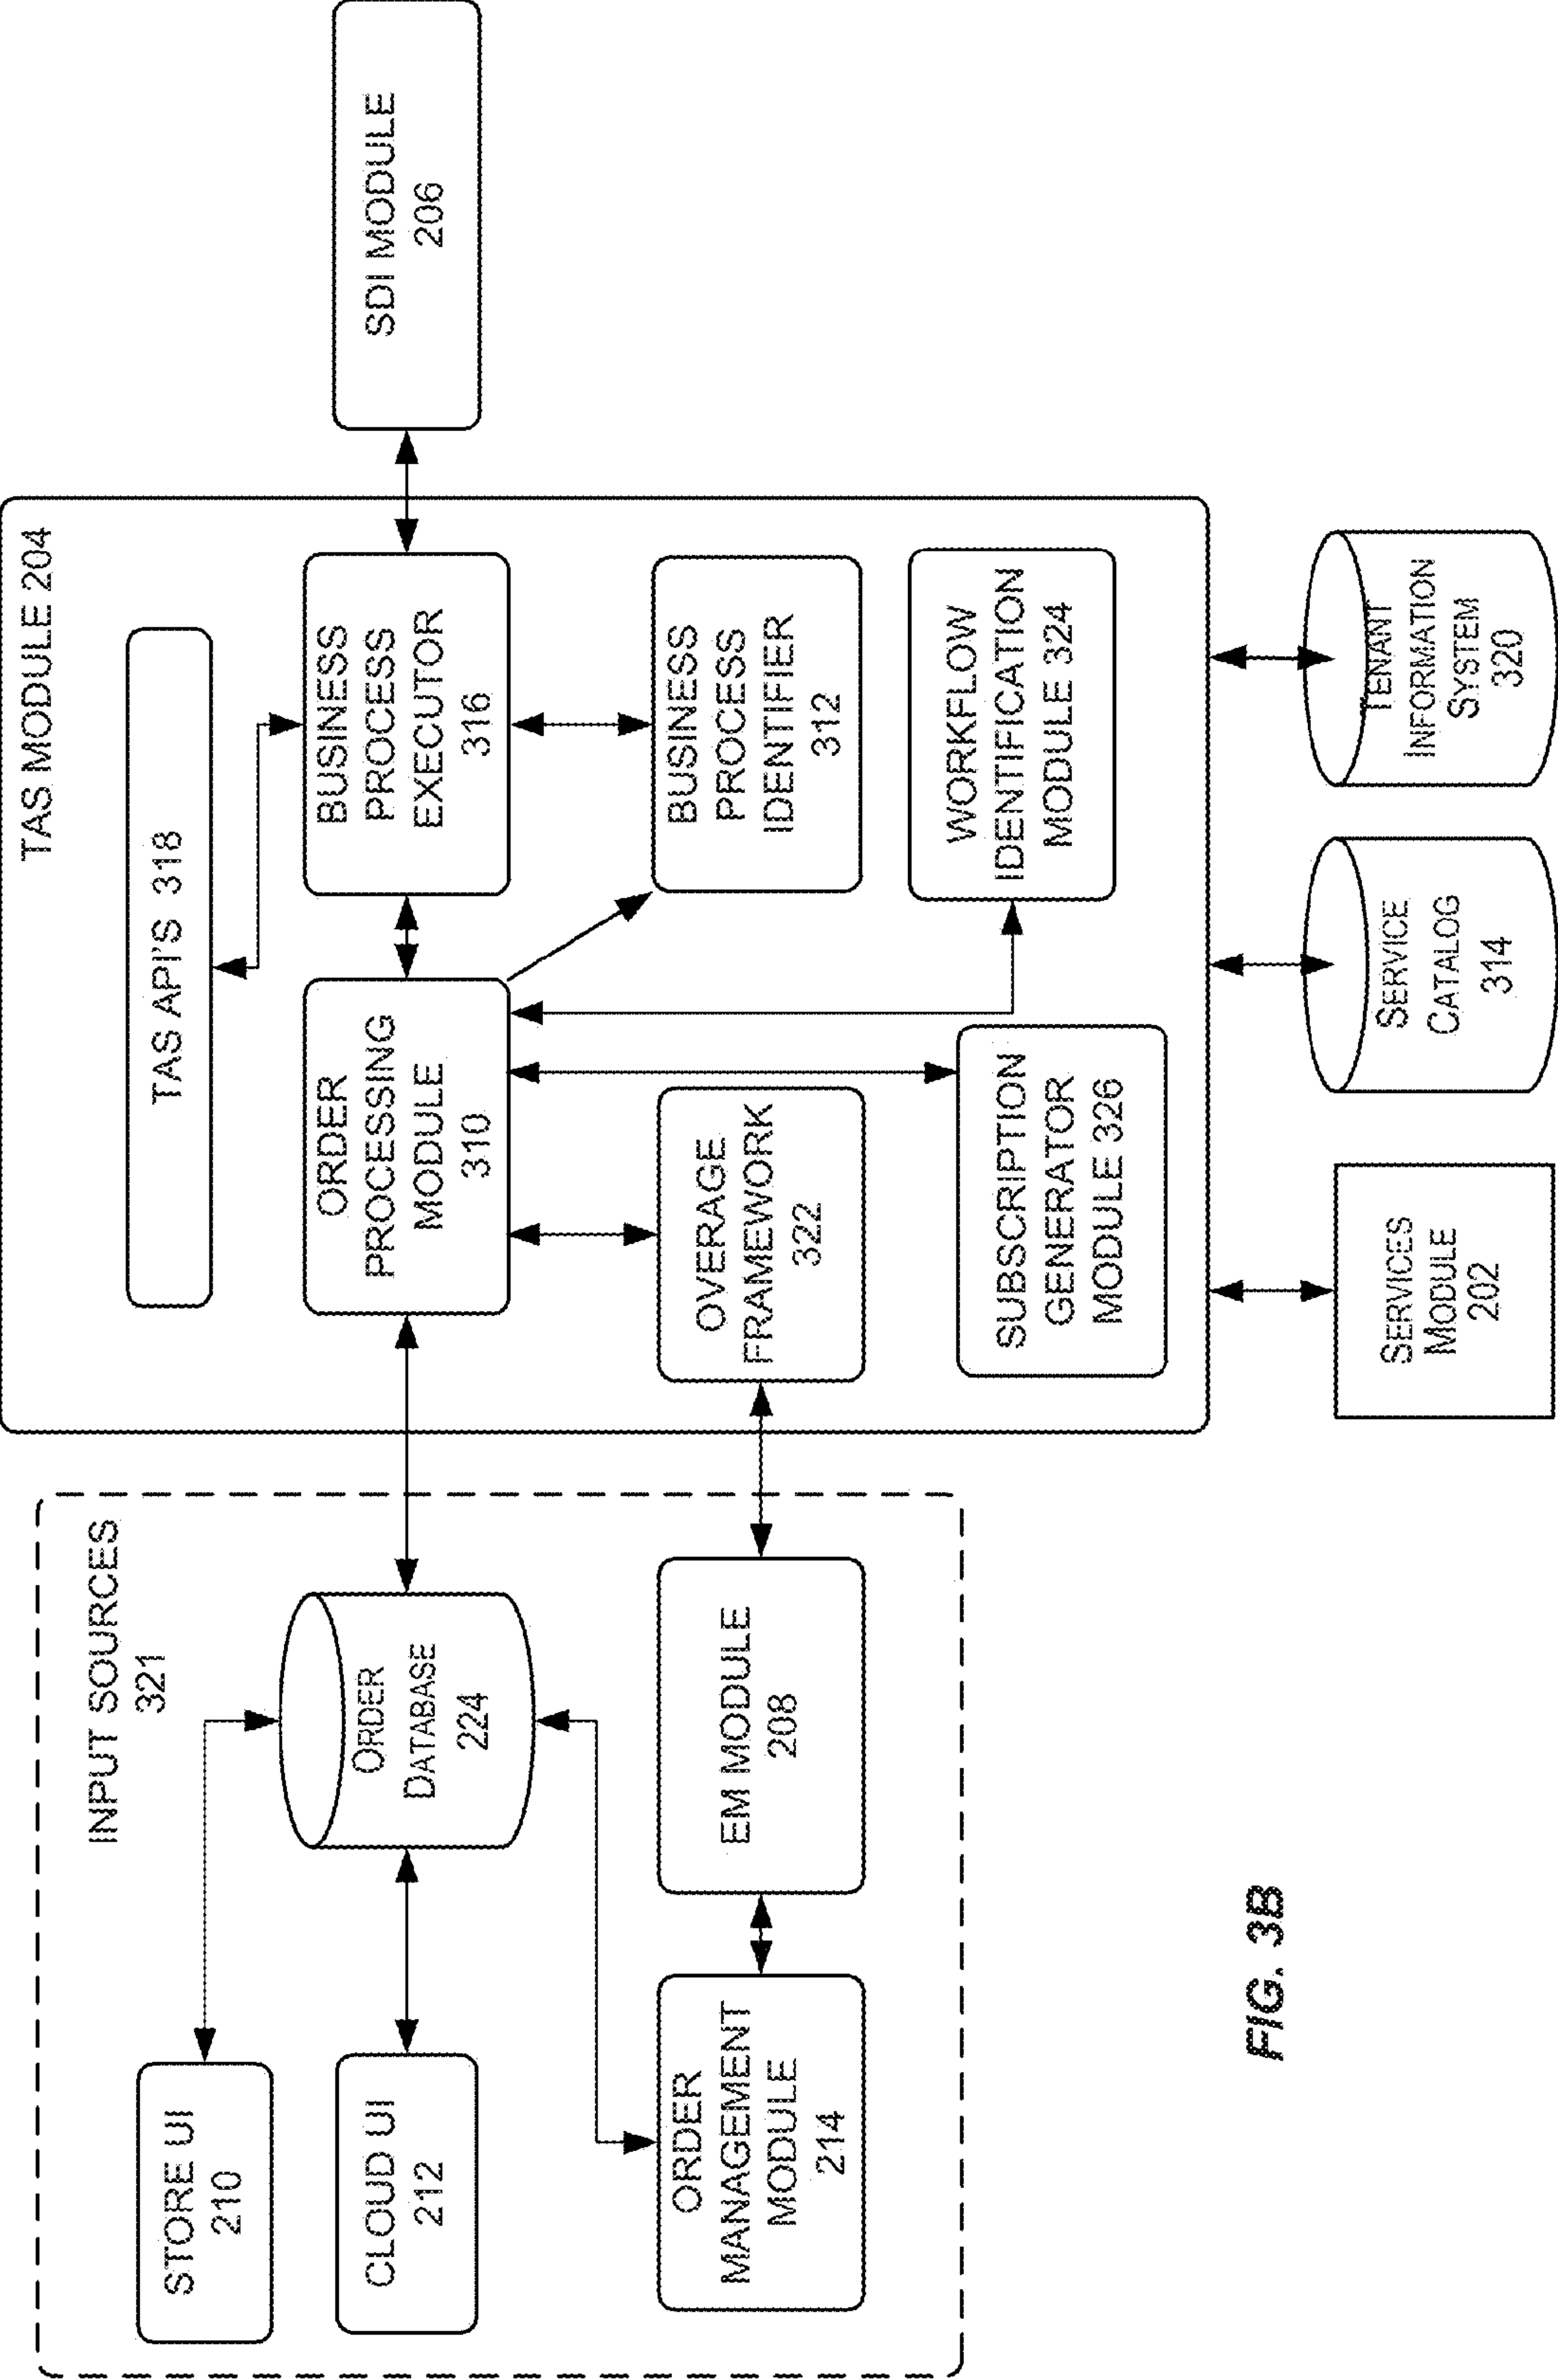 INPUT SOURCES
321
STORE UI
210
CLOUD UI
212
ORDER
MANAGEMENT
MODULE
214
ORDER
DATABASE
224
EM MODULE
208
TAS MODULE 204
TAS API'S 318
ORDER
PROCESSING
MODULE
310
BUSINESS
PROCESS
EXECUTOR
316
BUSINESS
PROCESS
IDENTIFIER
312
OVERAGE
FRAMEWORK
322
WORKFLOW
IDENTIFICATION
MODULE 324
SUBSCRIPTION
GENERATOR
MODULE 326
SDI MODULE
206
SERVICES
MODULE
202
SERVICE
CATALOG
314
TENANT
INFORMATION
SYSTEM
320
FIG. 3B